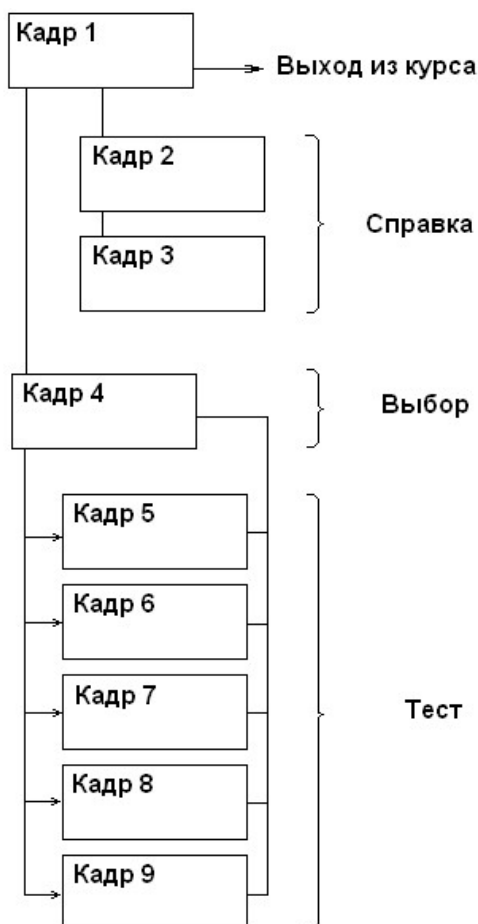 Кадр 1
Выход из курса
Кадр 2
Справка
Кадр 3
Кадр 4
Выбор
Кадр 5
Кадр 6
Кадр 7
Тест
Кадр 8
Кадр 9